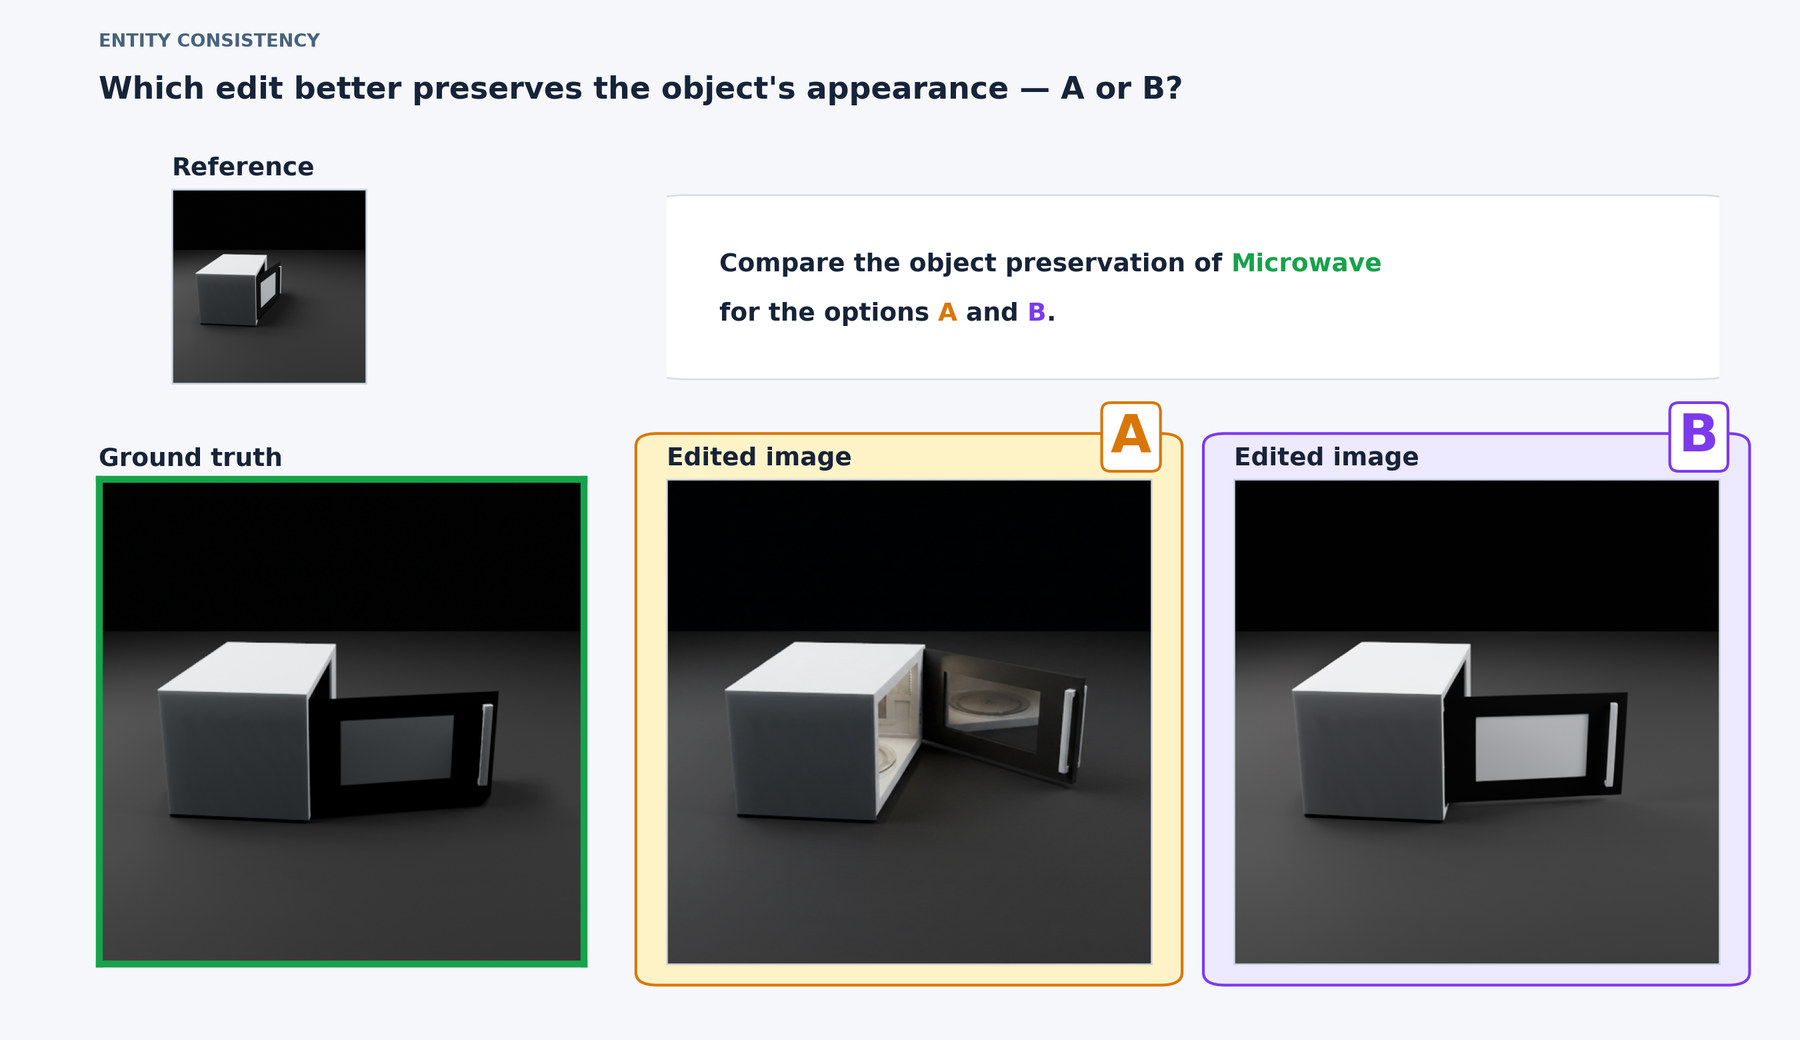 ENTITY CONSISTENCY
Which edit better preserves the object's appearance — A or B?
Reference
Compare the object preservation of Microwave
for the options A and B.
Ground truth
A
Edited image
B
Edited image